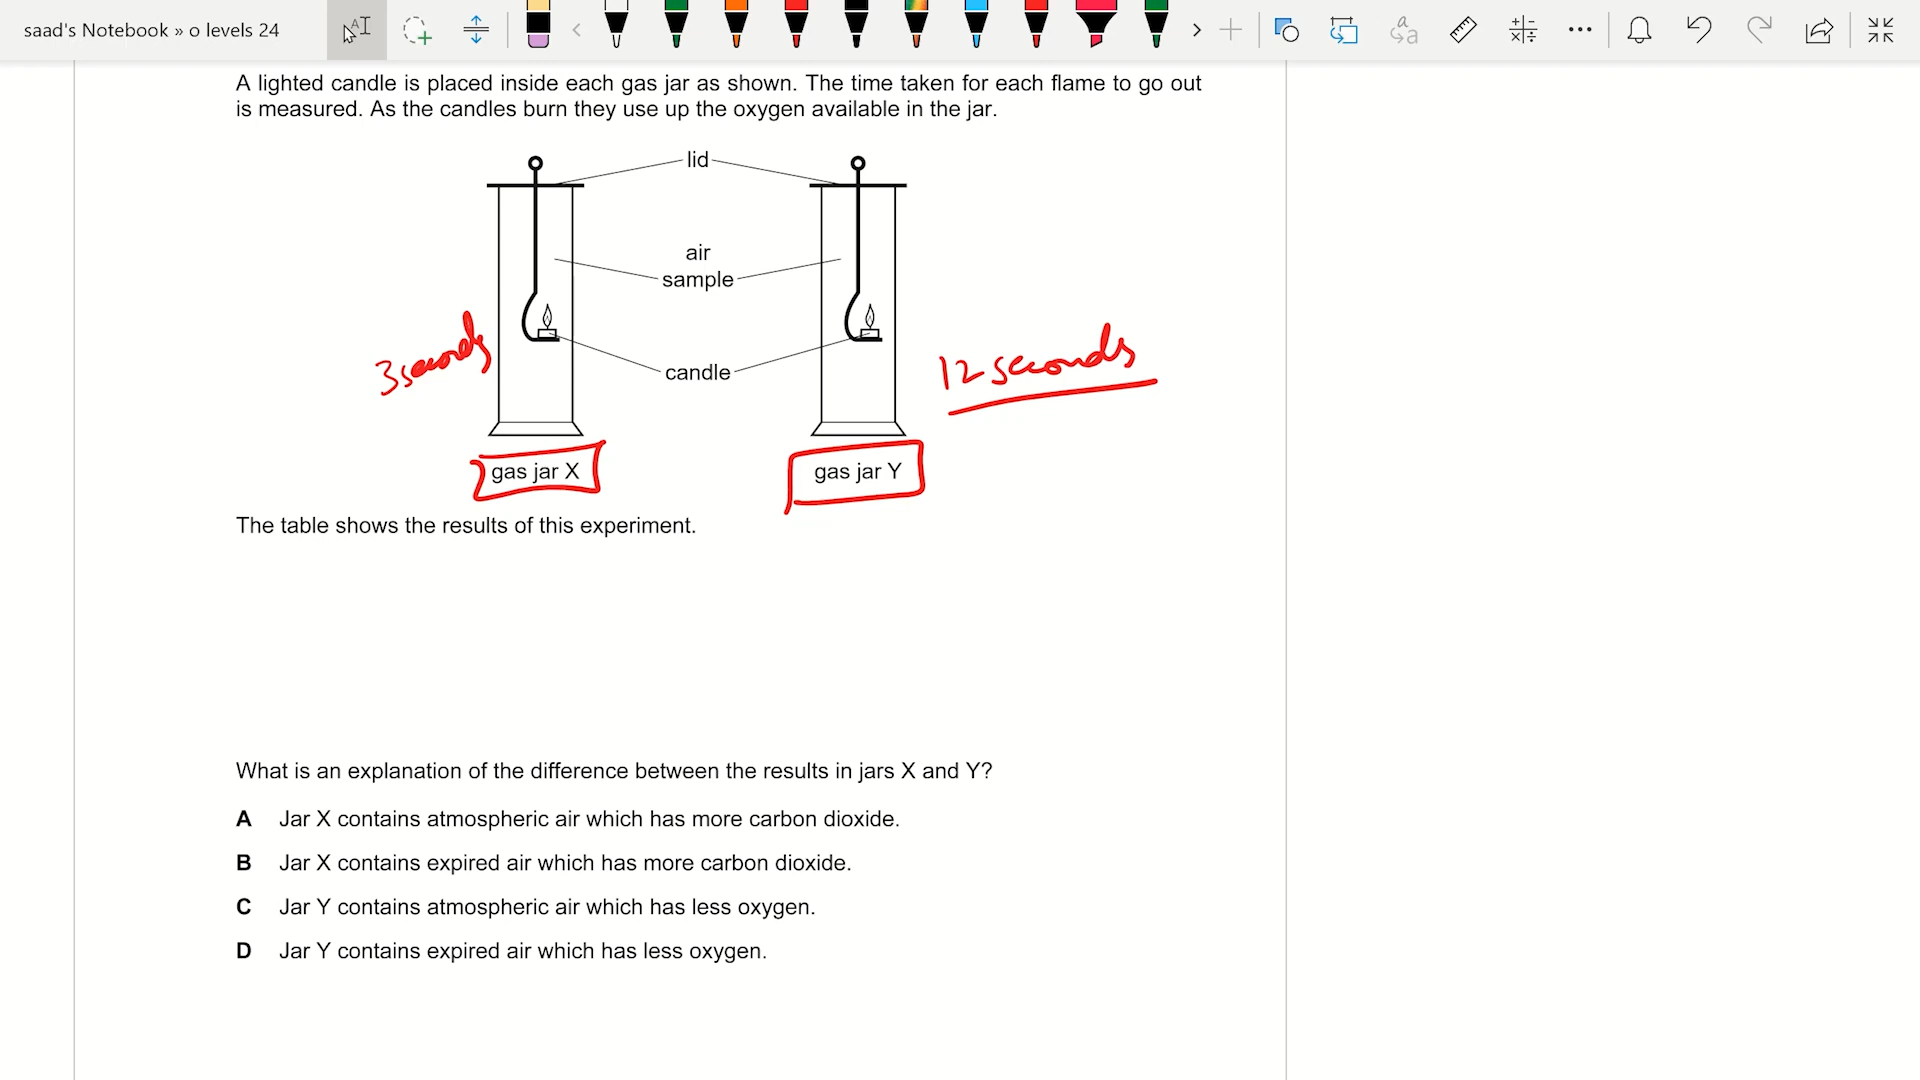 saad's Notebook » o levels 24
A lighted candle is placed inside each gas jar as shown. The time taken for each flame to go out
is measured. As the candles burn they use up the oxygen available in the jar.
lid
air
sample
3 seconds
12 seconds
candle
gas jar X
gas jar Y
The table shows the results of this experiment.
What is an explanation of the difference between the results in jars X and Y?
A Jar X contains atmospheric air which has more carbon dioxide.
B Jar X contains expired air which has more carbon dioxide.
C Jar Y contains atmospheric air which has less oxygen.
D Jar Y contains expired air which has less oxygen.